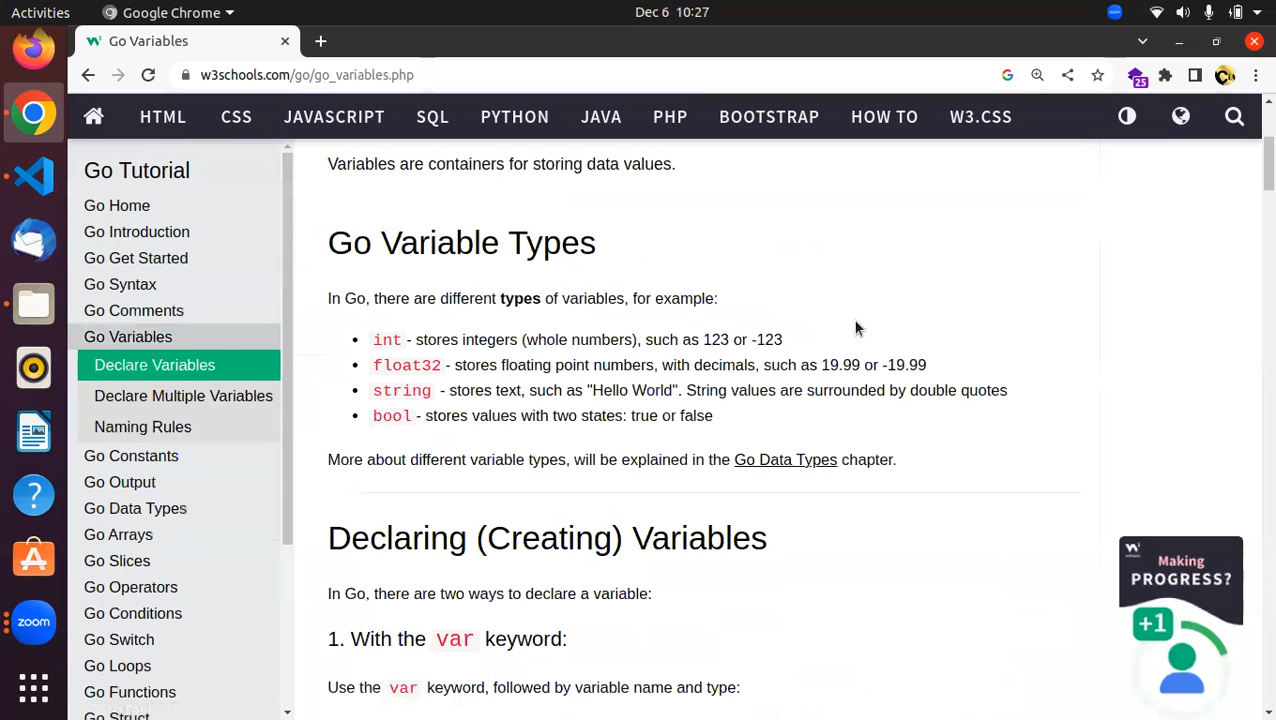 Activities
Google Chrome
Dec 6 10:27
Go Variables
w3schools.com/go/go_variables.php
25
HTML CSS JAVASCRIPT SQL PYTHON JAVA PHP BOOTSTRAP HOW TO W3.CSS
Go Tutorial
Go Home
Go Introduction
Go Get Started
Go Syntax
Go Comments
Go Variables
Declare Variables
Declare Multiple Variables
Naming Rules
Go Constants
Go Output
Go Data Types
Go Arrays
Go Slices
Go Operators
Go Conditions
Go Switch
Go Loops
Go Functions
Go Struct
Variables are containers for storing data values.
Go Variable Types
In Go, there are different types of variables, for example:
• int - stores integers (whole numbers), such as 123 or -123
• float32 - stores floating point numbers, with decimals, such as 19.99 or -19.99
• string - stores text, such as "Hello World". String values are surrounded by double quotes
• bool - stores values with two states: true or false
More about different variable types, will be explained in the Go Data Types chapter.
Declaring (Creating) Variables
In Go, there are two ways to declare a variable:
1. With the var keyword:
Use the var keyword, followed by variable name and type:
Making
PROGRESS?
+1
zoom